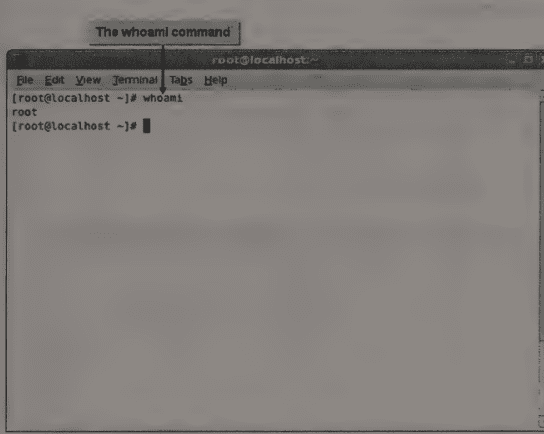 The whoami command
root@localhost:~
File Edit View Terminal Tabs Help
[root@localhost ~]# whoami
root
[root@localhost ~]#